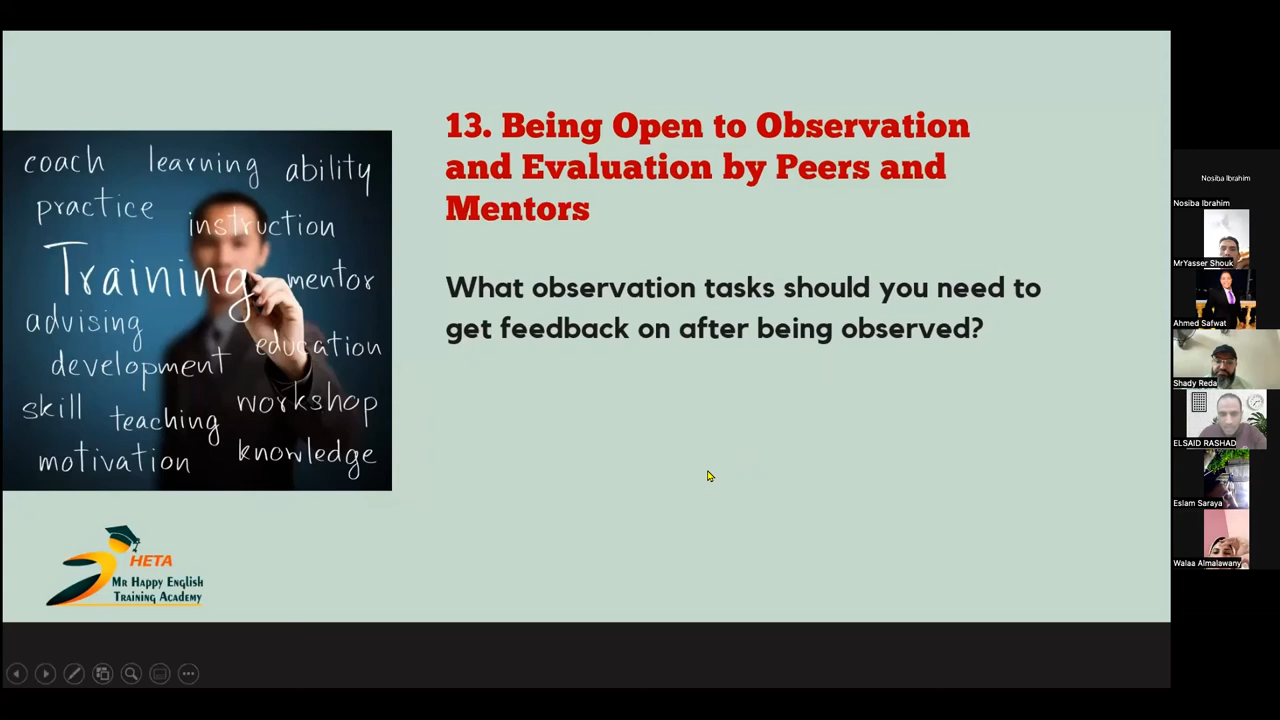 13. Being Open to Observation
and Evaluation by Peers and
Mentors
What observation tasks should you need to
get feedback on after being observed?
coach learning ability
practice instruction
Training mentor
advising education
development
skill teaching workshop
motivation knowledge
HETA
Mr Happy English
Training Academy
Nosiba Ibrahim
Nosiba Ibrahim
MrYasser Shouk
Ahmed Safwat
Shady Reda
ELSAID RASHAD
Eslam Saraya
Walaa Almalawany